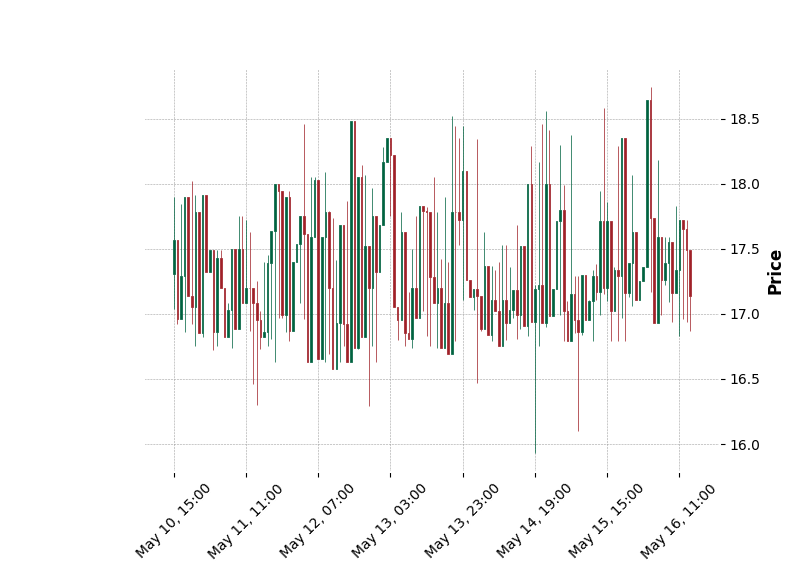 18.5
18.0
17.5
17.0
16.5
16.0
Price
May 10, 15:00
May 11, 11:00
May 12, 07:00
May 13, 03:00
May 13, 23:00
May 14, 19:00
May 15, 15:00
May 16, 11:00